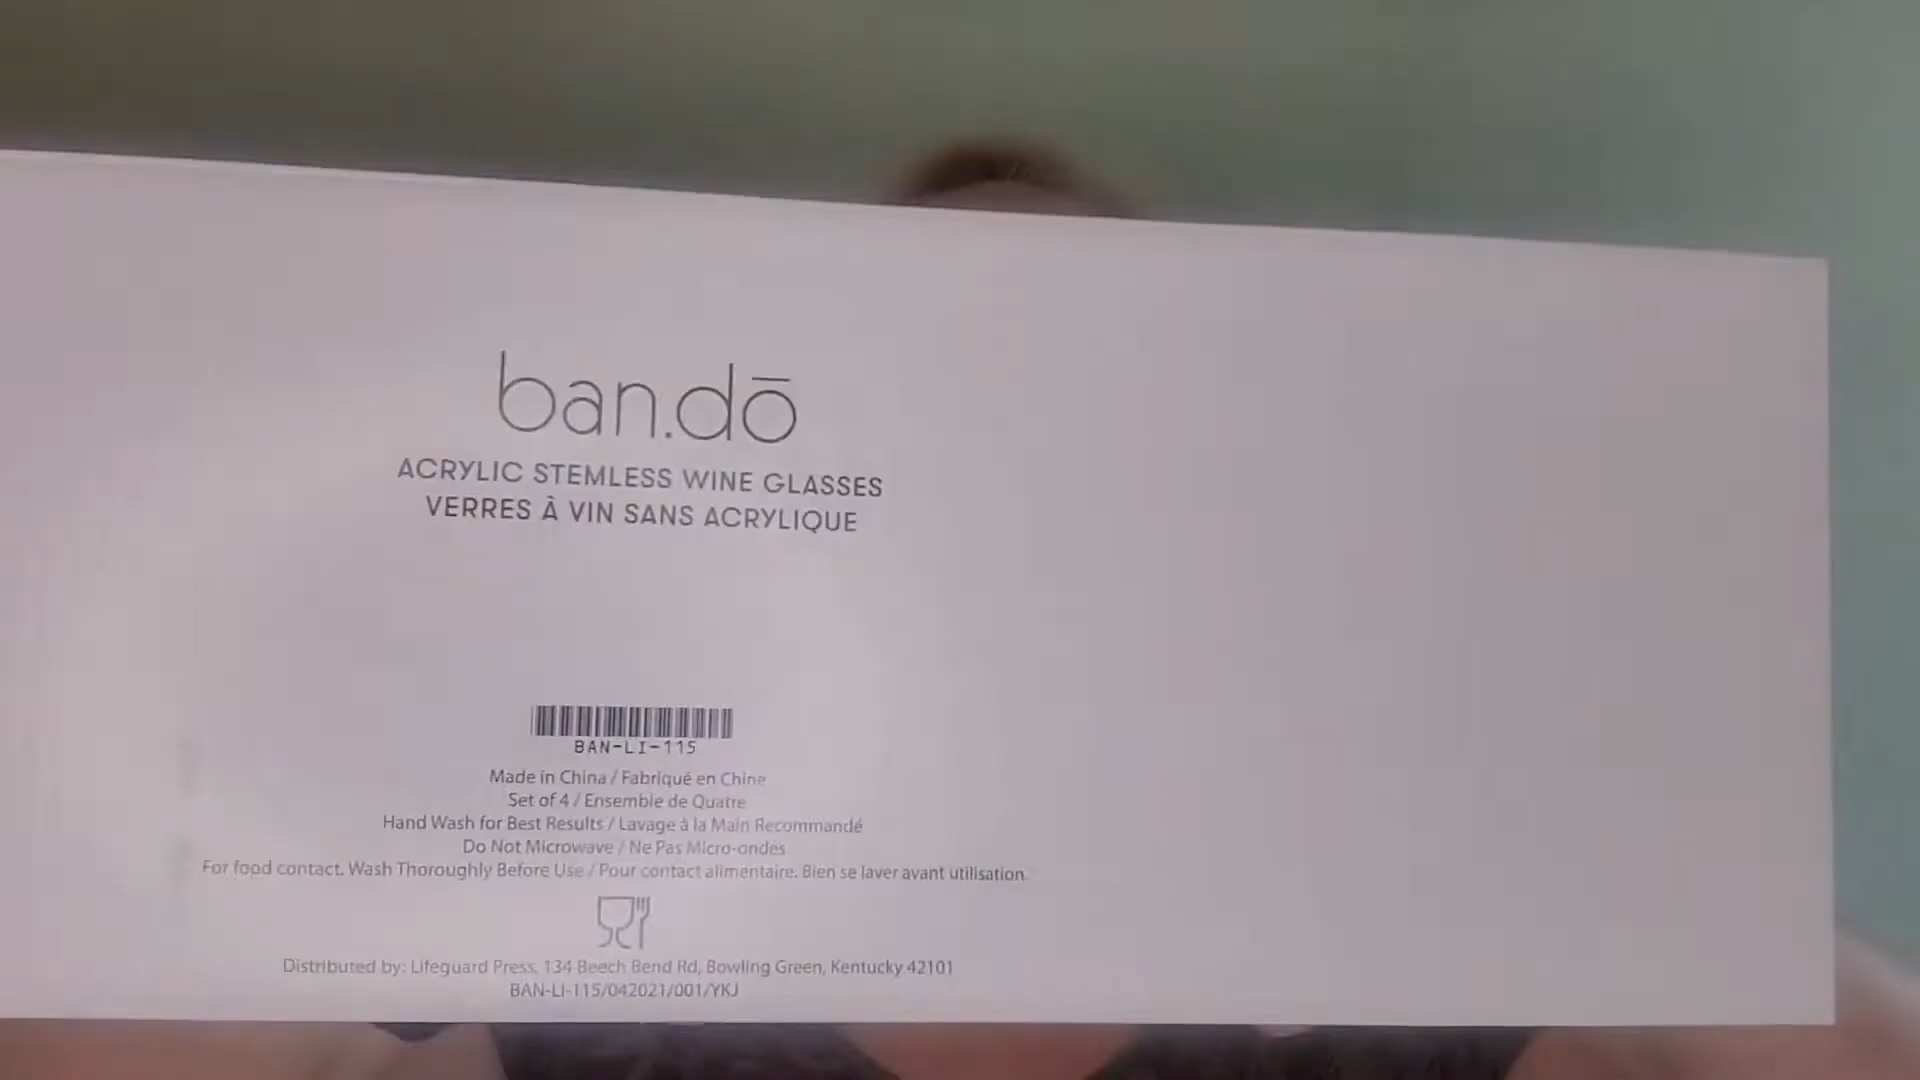 ban.dō
ACRYLIC STEMLESS WINE GLASSES
VERRES À VIN SANS ACRYLIQUE
BAN-LI-115
Made in China / Fabriqué en Chine
Set of 4 / Ensemble de Quatre
Hand Wash for Best Results / Lavage à la Main Recommandé
Do Not Microwave / Ne Pas Micro-ondes
For food contact. Wash Thoroughly Before Use / Pour contact alimentaire. Bien se laver avant utilisation.
Distributed by: Lifeguard Press, 134 Beech Bend Rd, Bowling Green, Kentucky 42101
BAN-LI-115/042021/001/YKJ